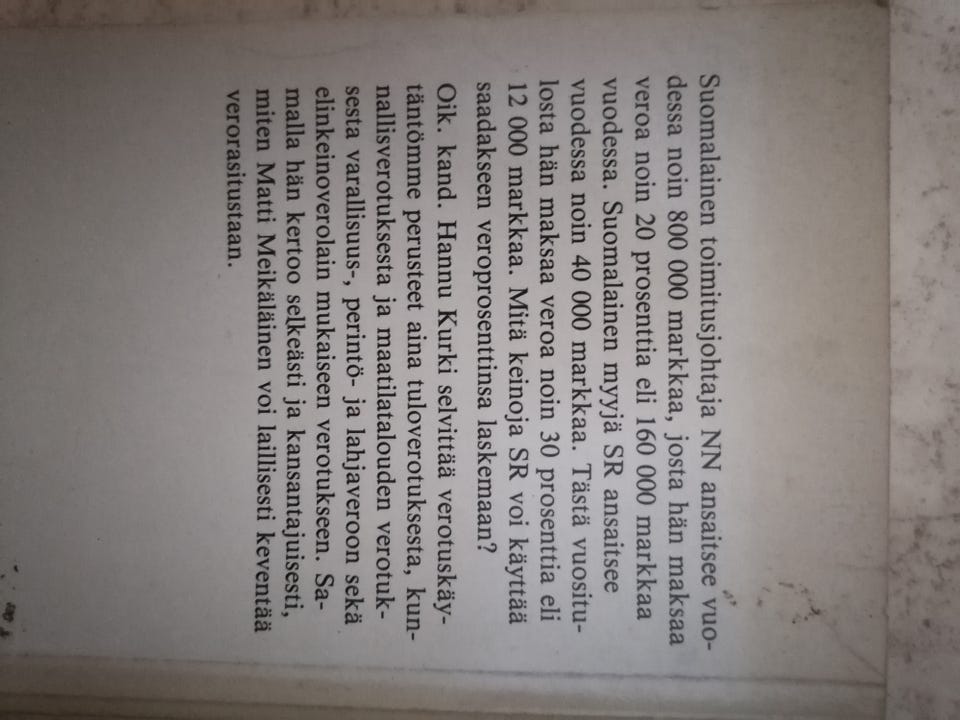 Suomalainen toimitusjohtaja NN ansaitsee vuo-
dessa noin 800 000 markkaa, josta hän maksaa
veroa noin 20 prosenttia eli 160 000 markkaa
vuodessa. Suomalainen myyjä SR ansaitsee
vuodessa noin 40 000 markkaa. Tästä vuositu-
losta hän maksaa veroa noin 30 prosenttia eli
12 000 markkaa. Mitä keinoja SR voi käyttää
saadakseen veroprosenttinsa laskemaan?
Oik. kand. Hannu Kurki selvittää verotuskäy-
täntömme perusteet aina tuloverotuksesta, kun-
nallisverotuksesta ja maatilatalouden verotuk-
sesta varallisuus-, perintö- ja lahjaveroon sekä
elinkeinoverolain mukaiseen verotukseen. Sa-
malla hän kertoo selkeästi ja kansantajuisesti,
miten Matti Meikäläinen voi laillisesti keventää
verorasitustaan.